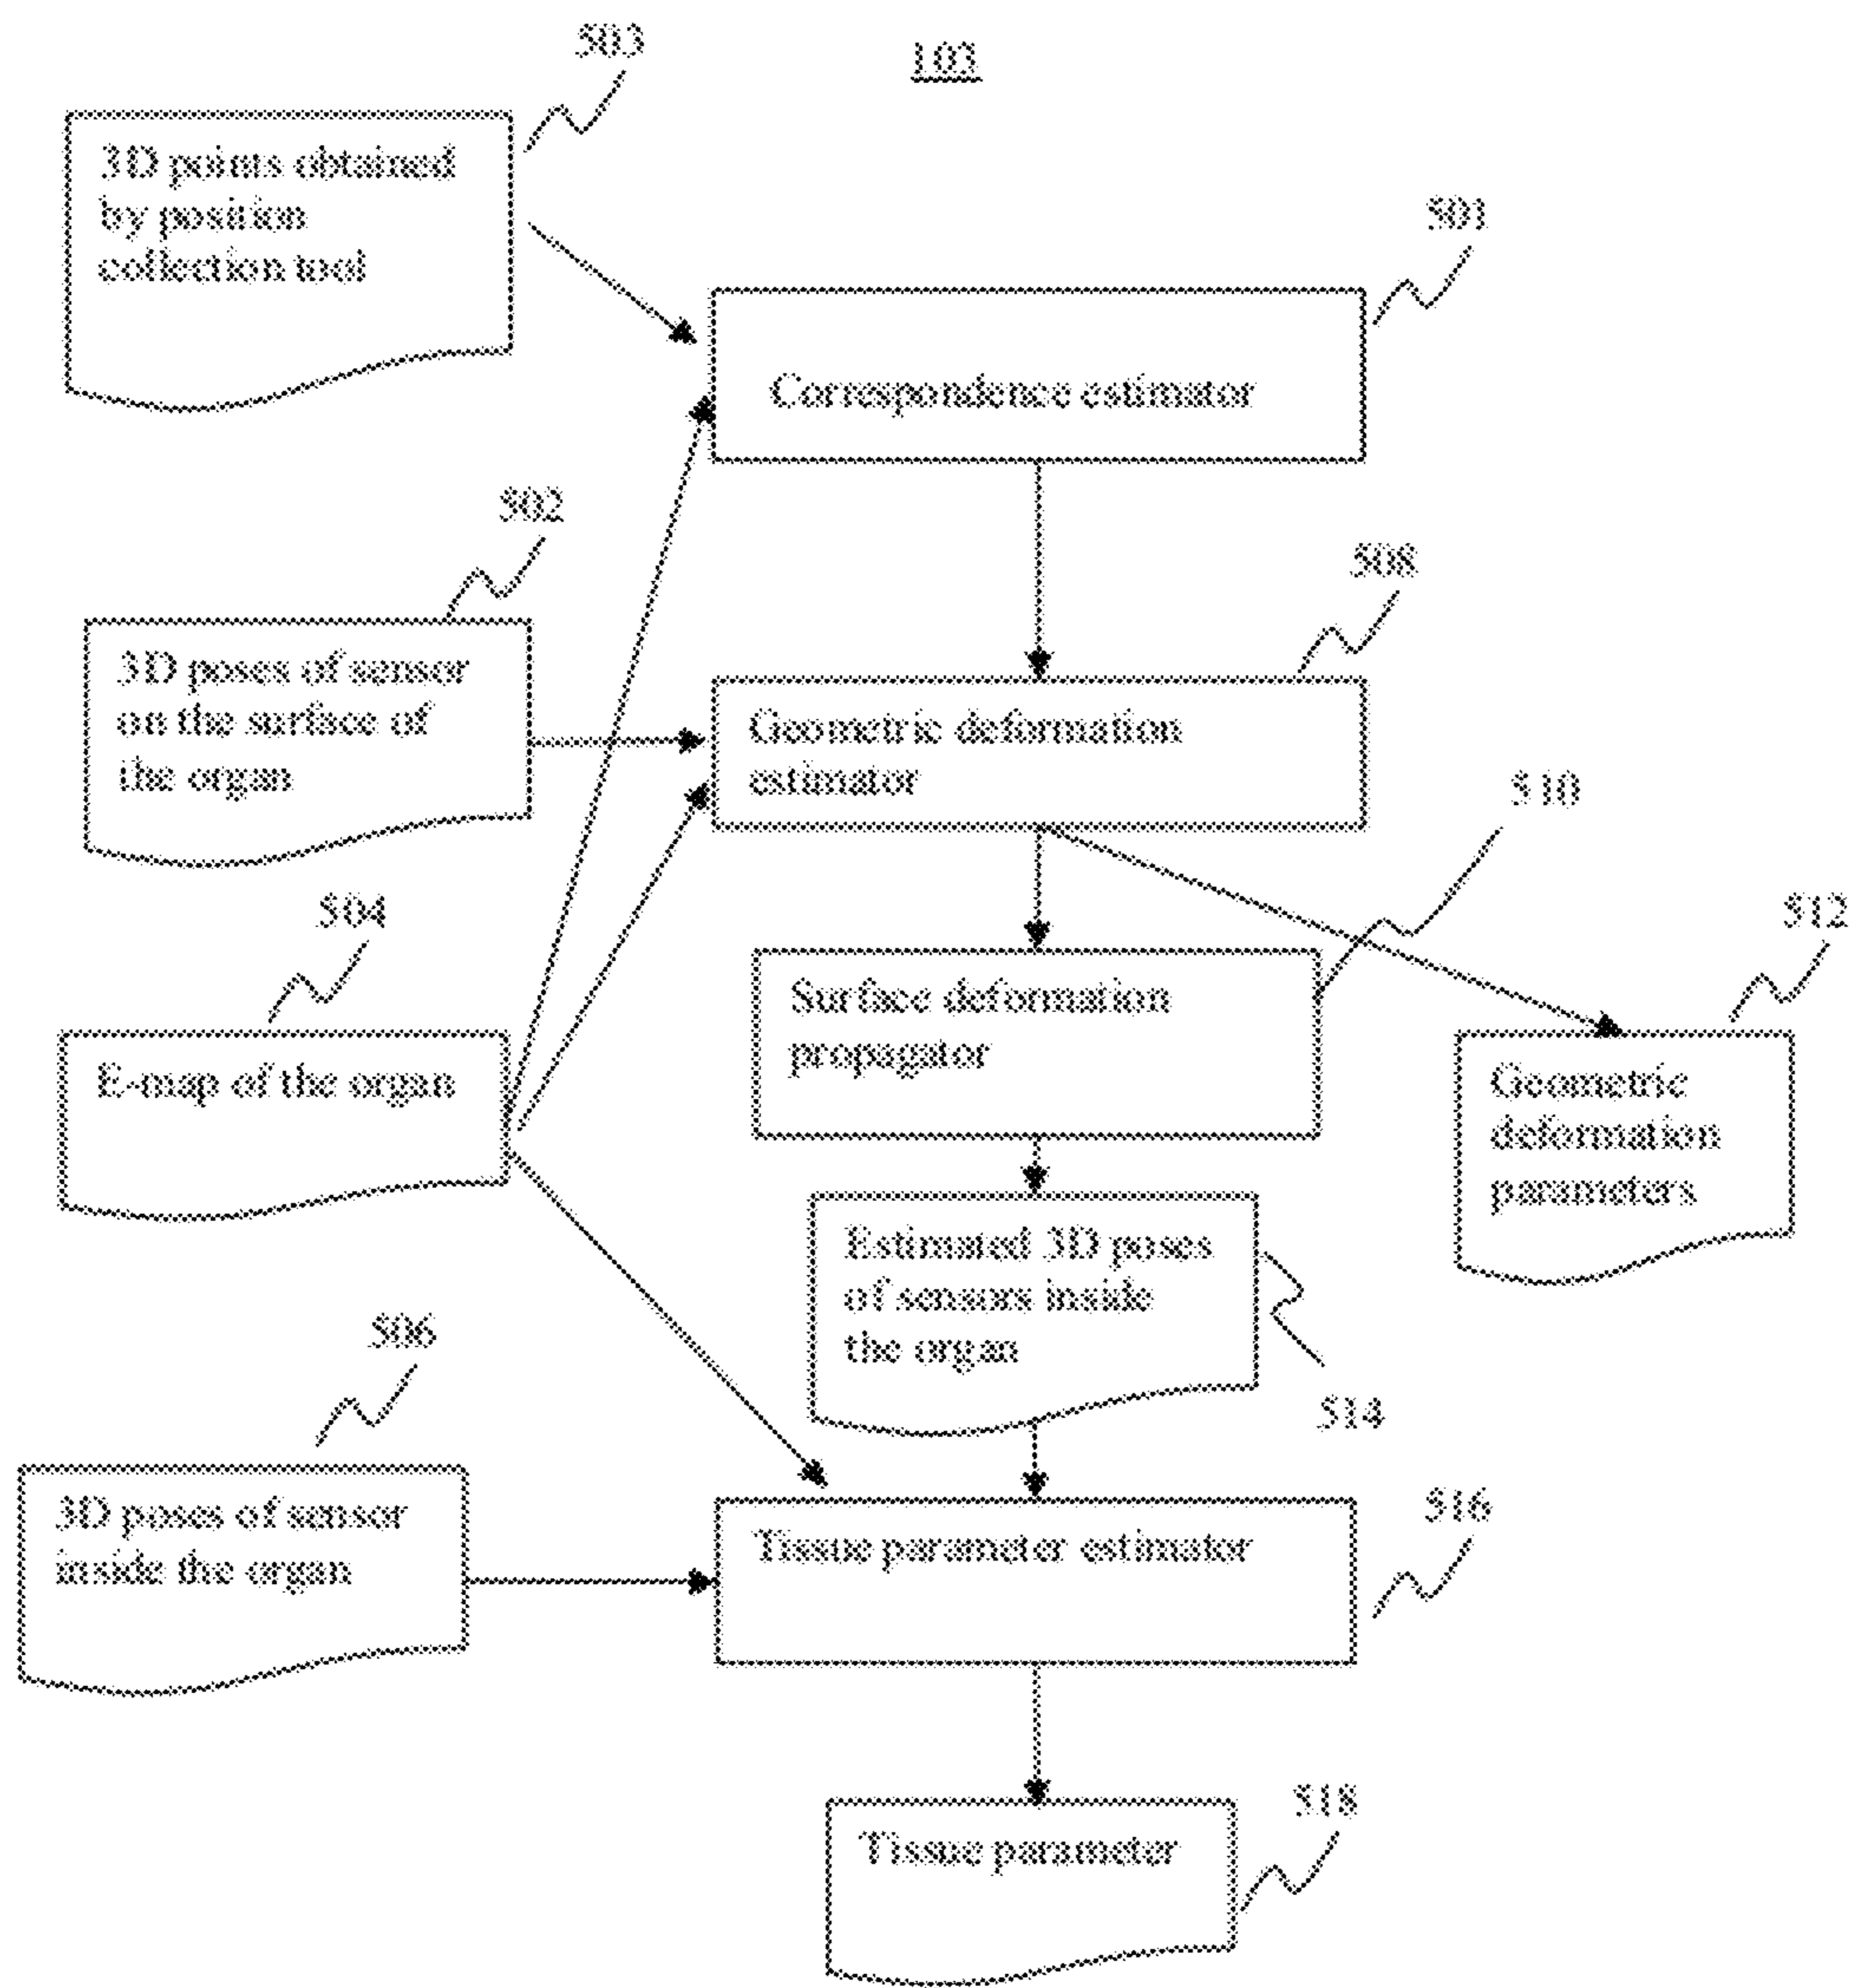 503
103
3D points obtained
by position
collection tool
501
Correspondence estimator
502
508
3D poses of sensor
on the surface of
the organ
Geometric deformation
estimator
510
504
512
E-map of the organ
Surface deformation
propagator
Geometric
deformation
parameters
Estimated 3D poses
of sensors inside
the organ
506
514
3D poses of sensor
inside the organ
516
Tissue parameter estimator
518
Tissue parameter